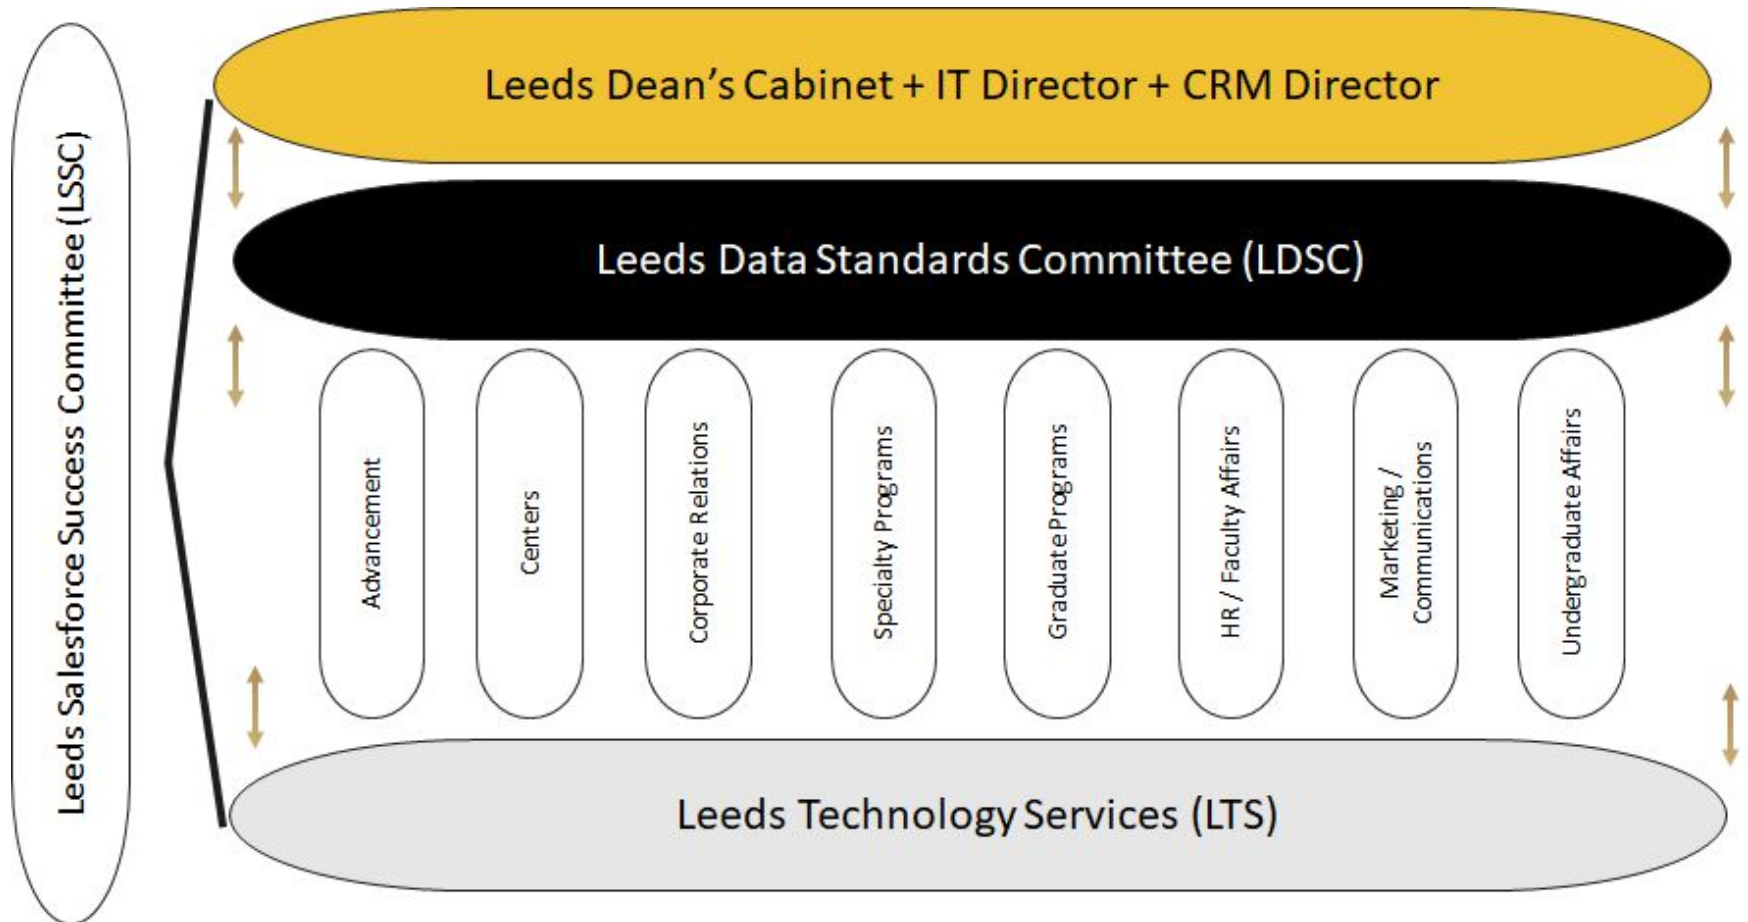 Leeds Salesforce Success Committee (LSSC)
Leeds Dean’s Cabinet + IT Director + CRM Director
Leeds Data Standards Committee (LDSC)
Advancement
Centers
Corporate Relations
Specialty Programs
Graduate Programs
HR / Faculty Affairs
Marketing /
Communications
Undergraduate Affairs
Leeds Technology Services (LTS)